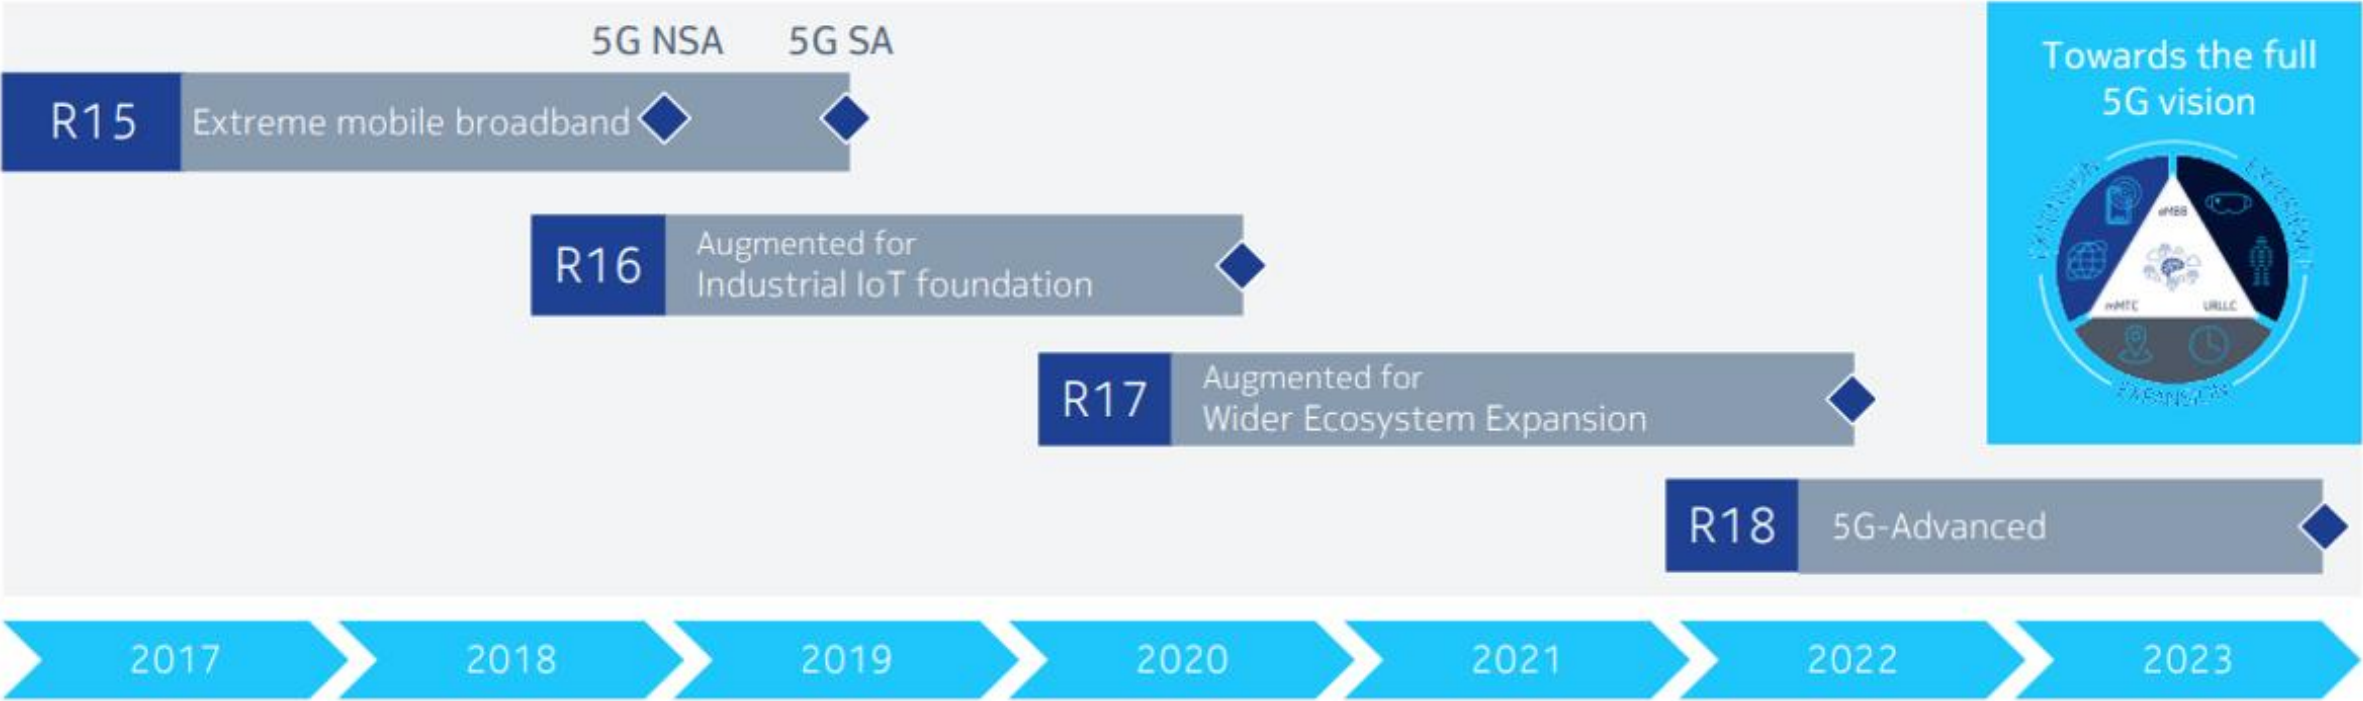 5G NSA
5G SA
R15
Extreme mobile broadband
R16
Augmented for
Industrial IoT foundation
R17
Augmented for
Wider Ecosystem Expansion
R18
5G-Advanced
Towards the full
5G vision
EXPANSION
eMBB
mMTC
URLLC
2017
2018
2019
2020
2021
2022
2023